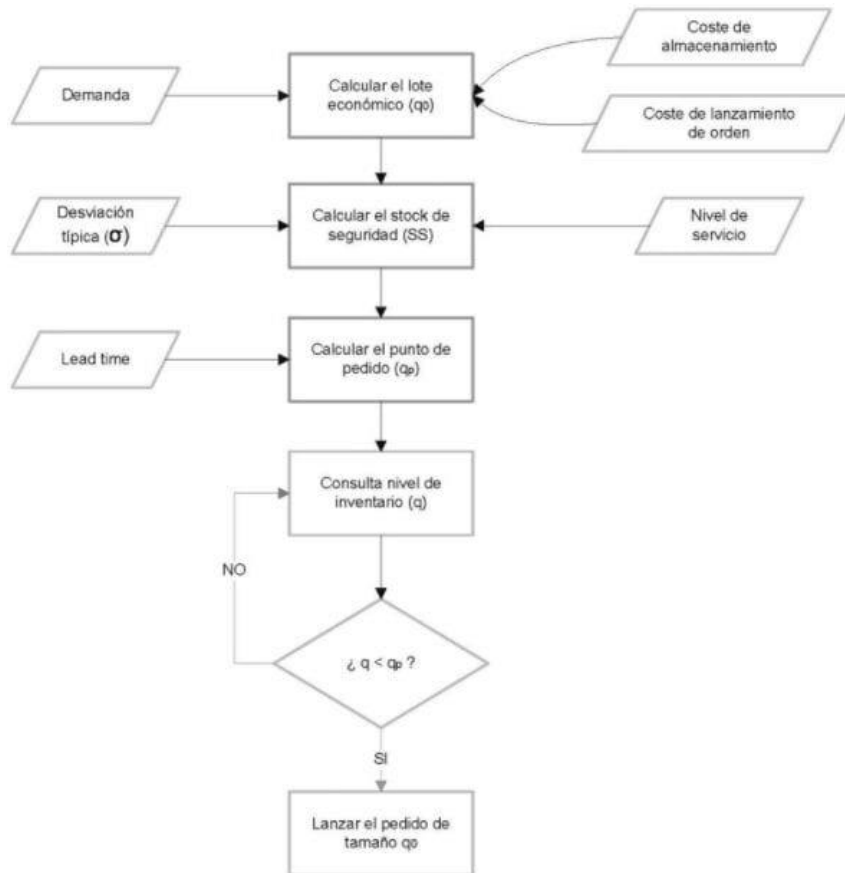 Coste de
almacenamiento
Demanda
Calcular el lote
económico (q₀)
Coste de lanzamiento
de orden
Desviación
típica (σ)
Calcular el stock de
seguridad (SS)
Nivel de
servicio
Lead time
Calcular el punto de
pedido (qₚ)
Consulta nivel de
inventario (q)
NO
¿ q < qₚ ?
SI
Lanzar el pedido de
tamaño q₀